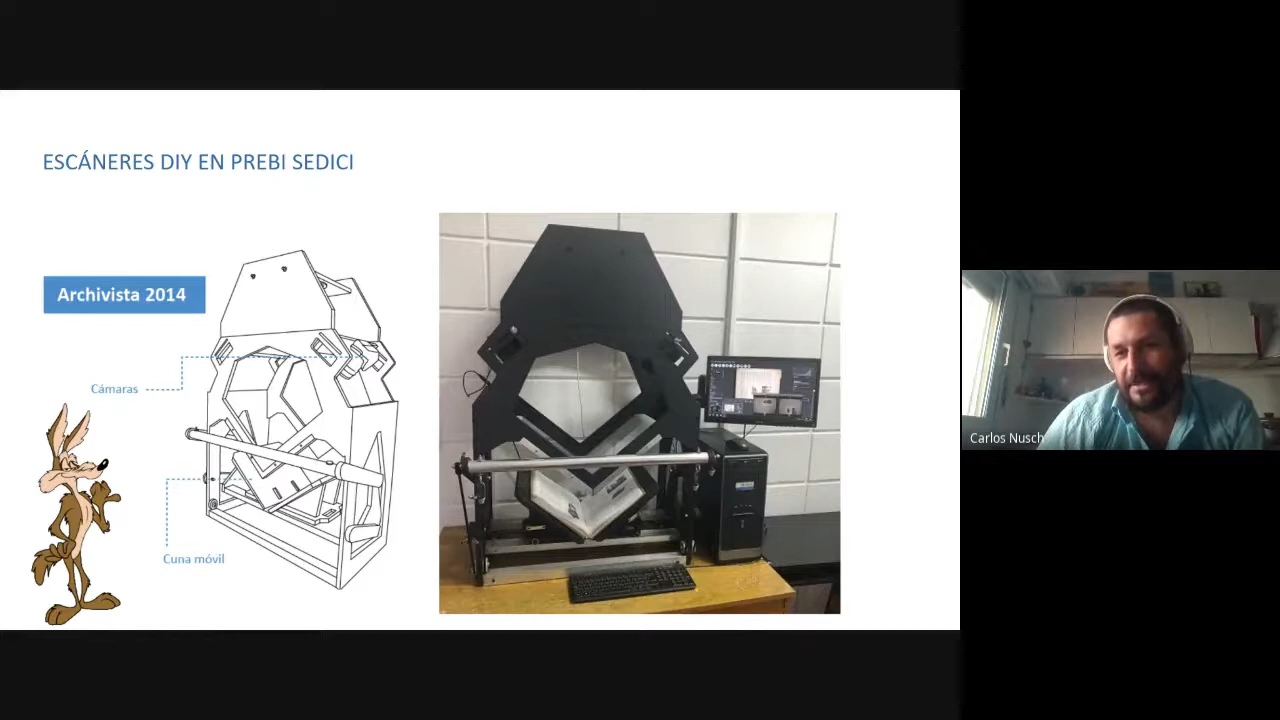 ESCÁNERES DIY EN PREBI SEDICI
Archivista 2014
Cámaras
Cuna móvil
Carlos Nusch